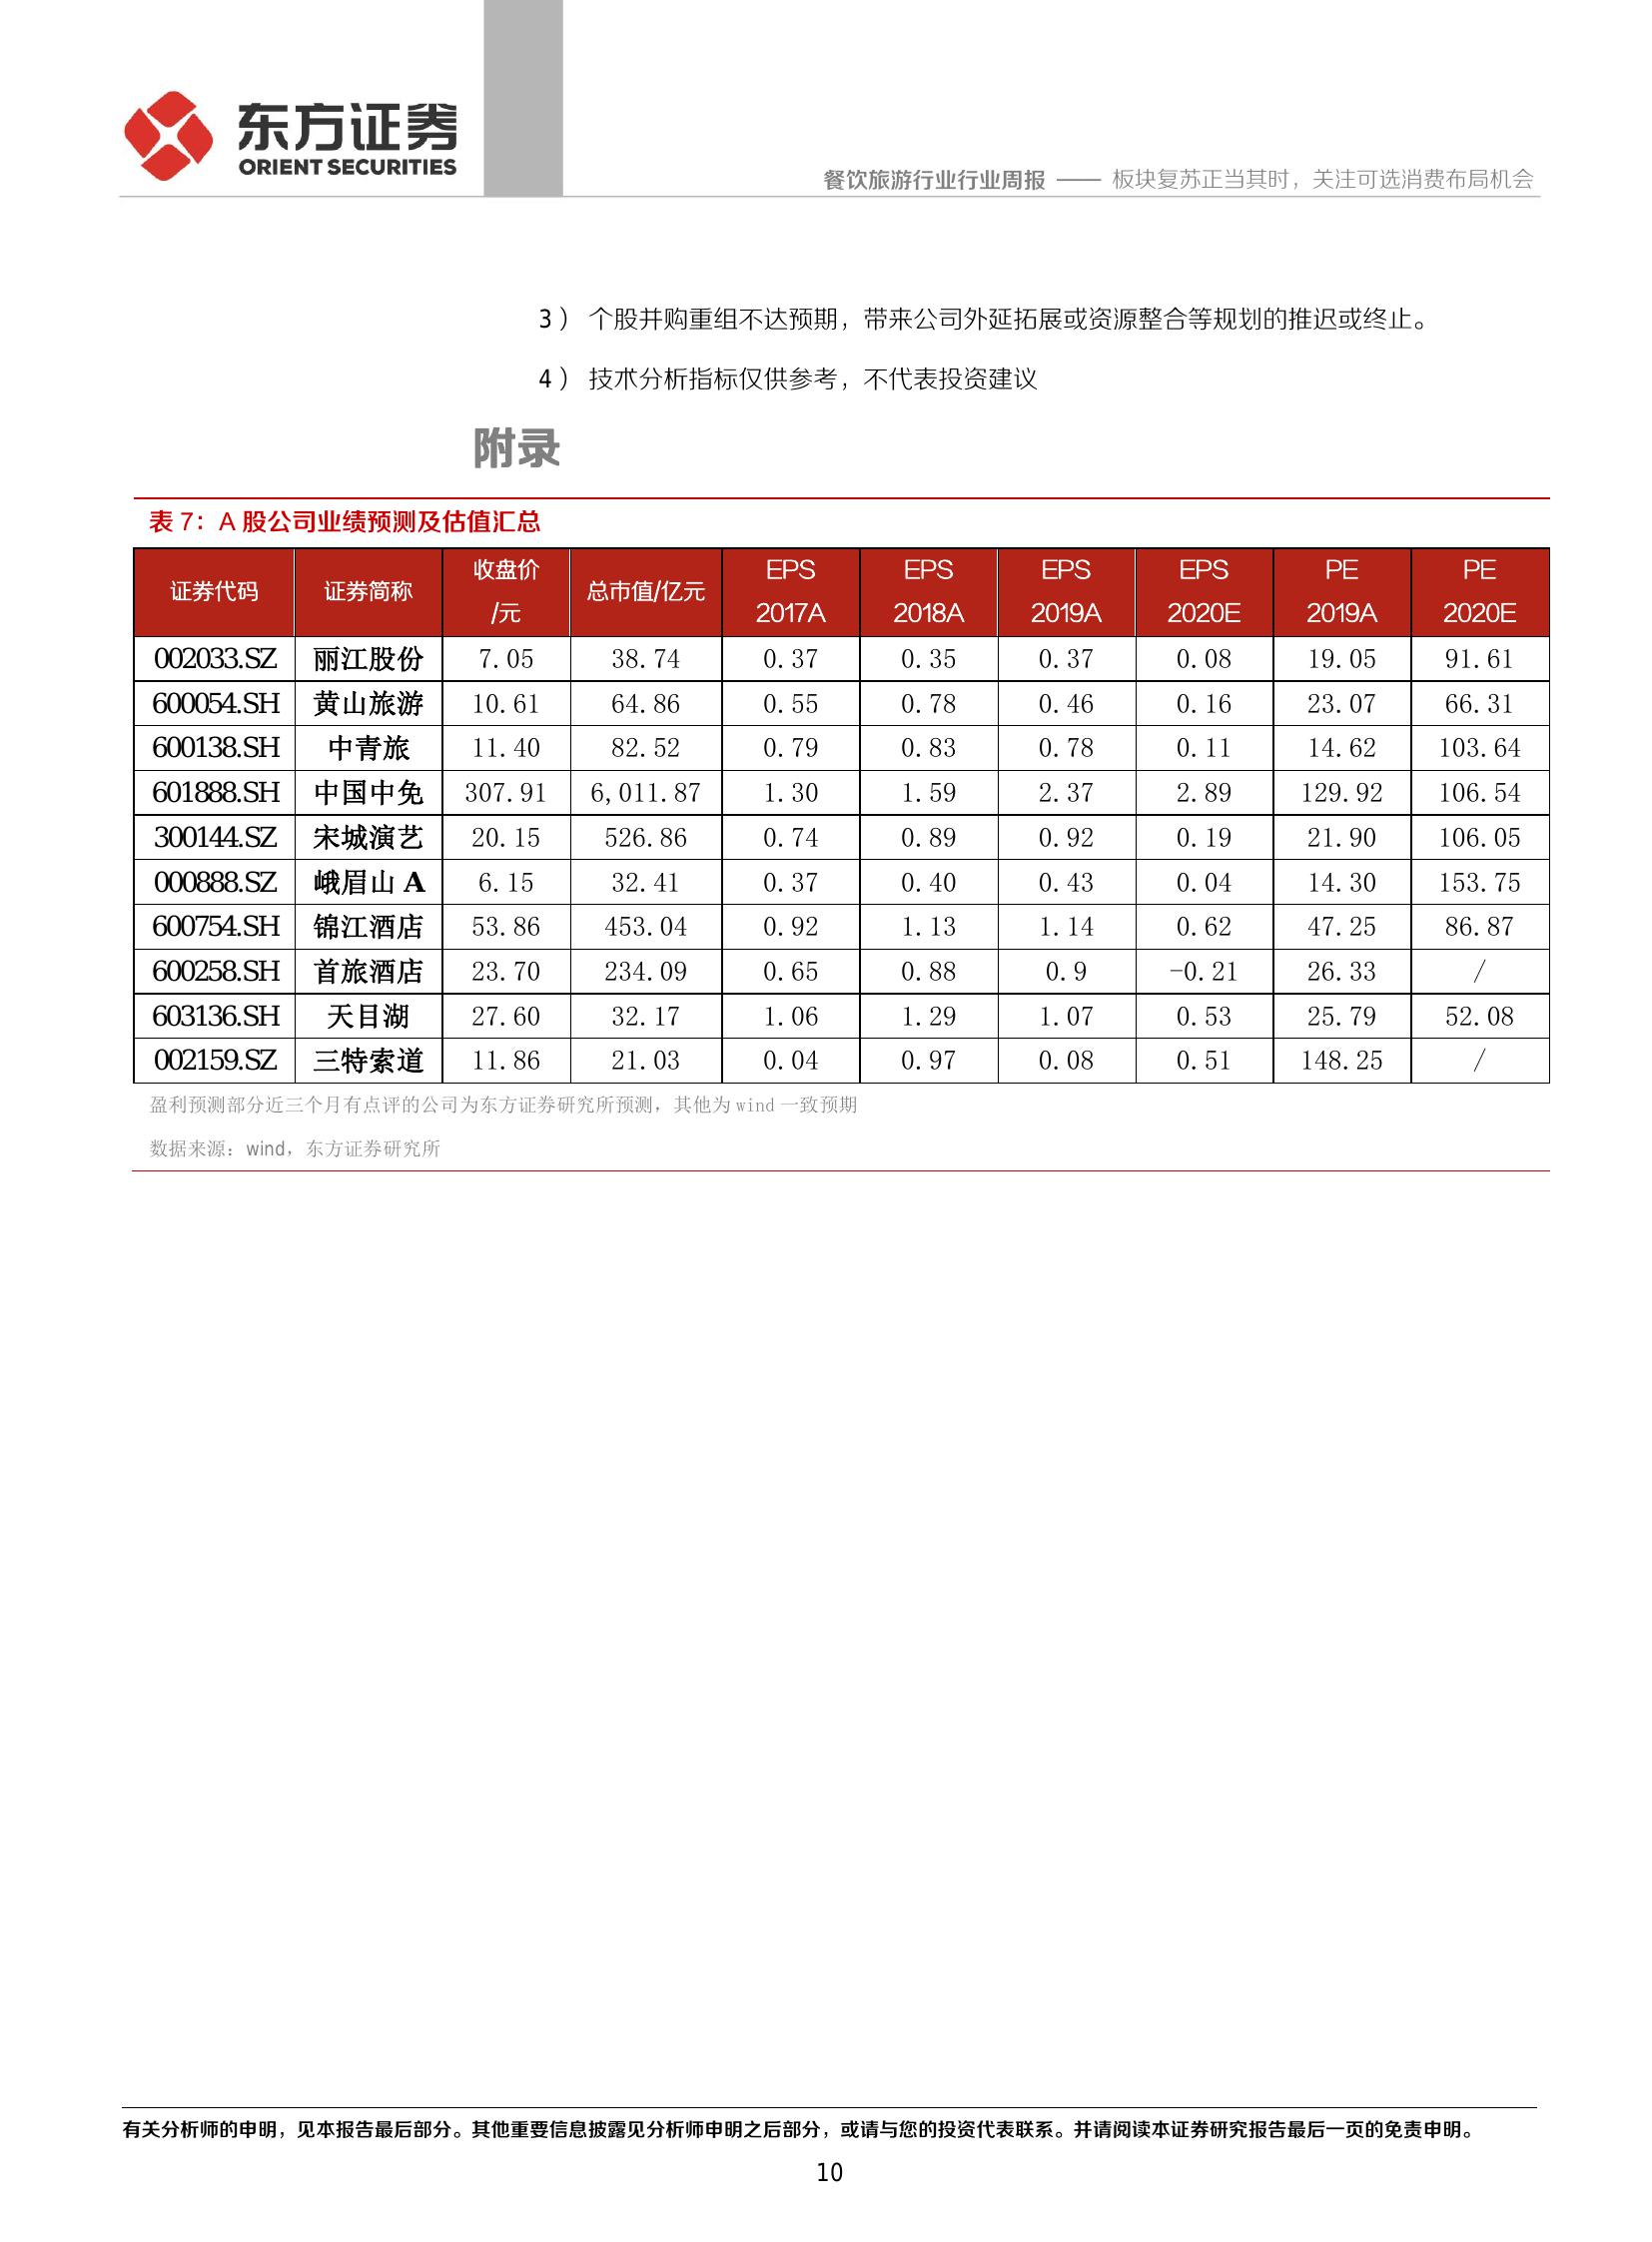 东方证券
ORIENT SECURITIES
餐饮旅游行业行业周报 —— 板块复苏正当其时，关注可选消费布局机会
3） 个股并购重组不达预期，带来公司外延拓展或资源整合等规划的推迟或终止。
4） 技术分析指标仅供参考，不代表投资建议
附录
表 7：A 股公司业绩预测及估值汇总
证券代码 证券简称 收盘价/元 总市值/亿元 EPS 2017A EPS 2018A EPS 2019A EPS 2020E PE 2019A PE 2020E
002033.SZ 丽江股份 7.05 38.74 0.37 0.35 0.37 0.08 19.05 91.61
600054.SH 黄山旅游 10.61 64.86 0.55 0.78 0.46 0.16 23.07 66.31
600138.SH 中青旅 11.40 82.52 0.79 0.83 0.78 0.11 14.62 103.64
601888.SH 中国中免 307.91 6,011.87 1.30 1.59 2.37 2.89 129.92 106.54
300144.SZ 宋城演艺 20.15 526.86 0.74 0.89 0.92 0.19 21.90 106.05
000888.SZ 峨眉山 A 6.15 32.41 0.37 0.40 0.43 0.04 14.30 153.75
600754.SH 锦江酒店 53.86 453.04 0.92 1.13 1.14 0.62 47.25 86.87
600258.SH 首旅酒店 23.70 234.09 0.65 0.88 0.9 -0.21 26.33 /
603136.SH 天目湖 27.60 32.17 1.06 1.29 1.07 0.53 25.79 52.08
002159.SZ 三特索道 11.86 21.03 0.04 0.97 0.08 0.51 148.25 /
盈利预测部分近三个月有点评的公司为东方证券研究所预测，其他为 wind 一致预期
数据来源：wind，东方证券研究所
有关分析师的申明，见本报告最后部分。其他重要信息披露见分析师申明之后部分，或请与您的投资代表联系。并请阅读本证券研究报告最后一页的免责申明。
10